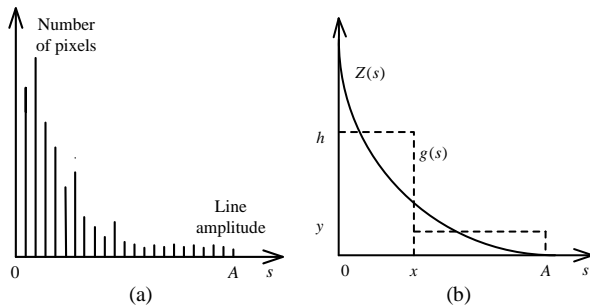 Number
of pixels
Line
amplitude
0
A
s
(a)
Z(s)
h
g(s)
y
0
x
A
s
(b)